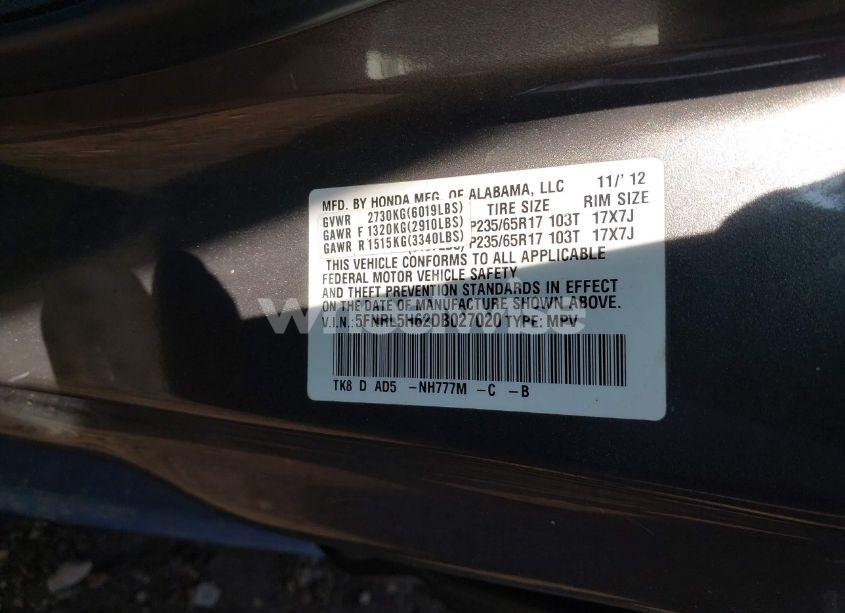 MFD. BY HONDA MFG. OF ALABAMA, LLC 11/'12
GVWR 2730KG(6019LBS) TIRE SIZE RIM SIZE
GAWR F 1320KG(2910LBS) P235/65R17 103T 17X7J
GAWR R 1515KG(3340LBS) P235/65R17 103T 17X7J
THIS VEHICLE CONFORMS TO ALL APPLICABLE
FEDERAL MOTOR VEHICLE SAFETY
AND THEFT PREVENTION STANDARDS IN EFFECT
ON THE DATE OF MANUFACTURE SHOWN ABOVE.
V.I.N.: 5FNRL5H62DB027020 TYPE: MPV
TK8 D AD5 -NH777M -C -B